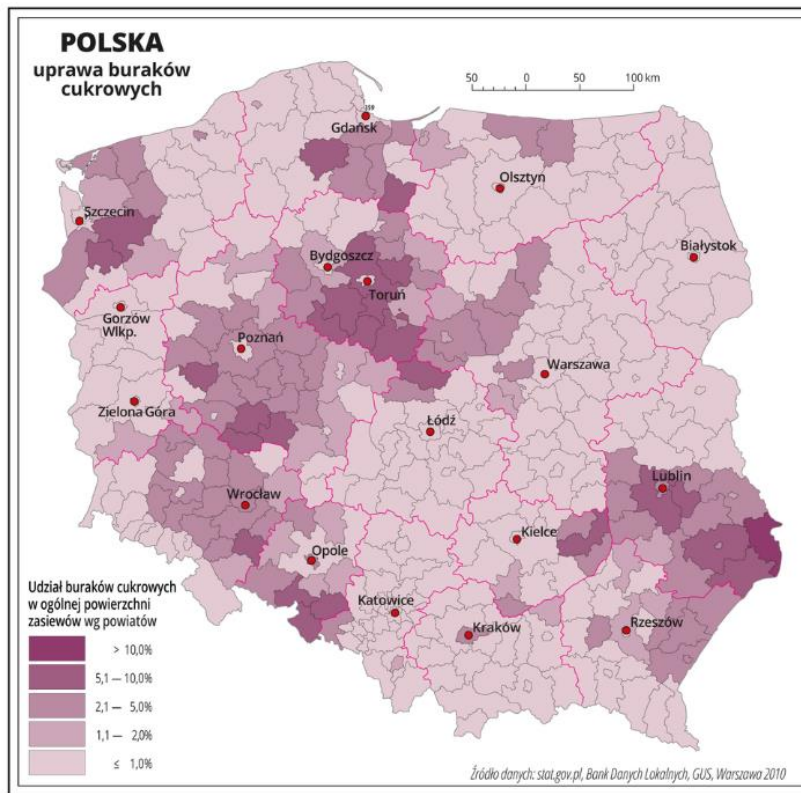 POLSKA
uprawa buraków
cukrowych
50 0 50 100 km
359
Gdańsk
Olsztyn
Szczecin
Białystok
Bydgoszcz
Toruń
Gorzów
Wlkp.
Poznań
Warszawa
Zielona Góra
Łódź
Lublin
Wrocław
Kielce
Opole
Katowice
Kraków
Rzeszów
Udział buraków cukrowych
w ogólnej powierzchni
zasiewów wg powiatów
> 10,0%
5,1 — 10,0%
2,1 — 5,0%
1,1 — 2,0%
≤ 1,0%
Źródło danych: stat.gov.pl, Bank Danych Lokalnych, GUS, Warszawa 2010